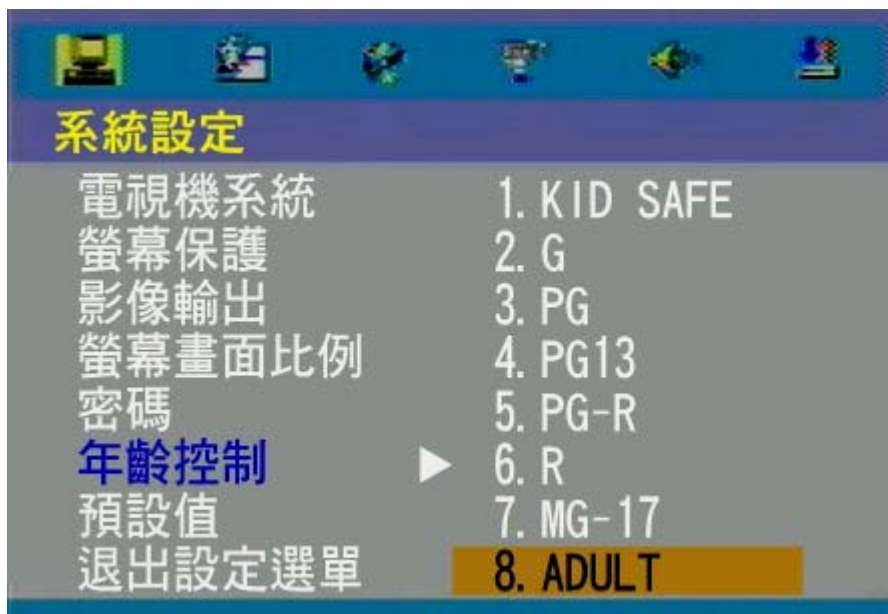 系統設定
電視機系統
螢幕保護
影像輸出
螢幕畫面比例
密碼
年齡控制
預設值
退出設定選單
1. KID SAFE
2. G
3. PG
4. PG13
5. PG-R
6. R
7. MG-17
8. ADULT